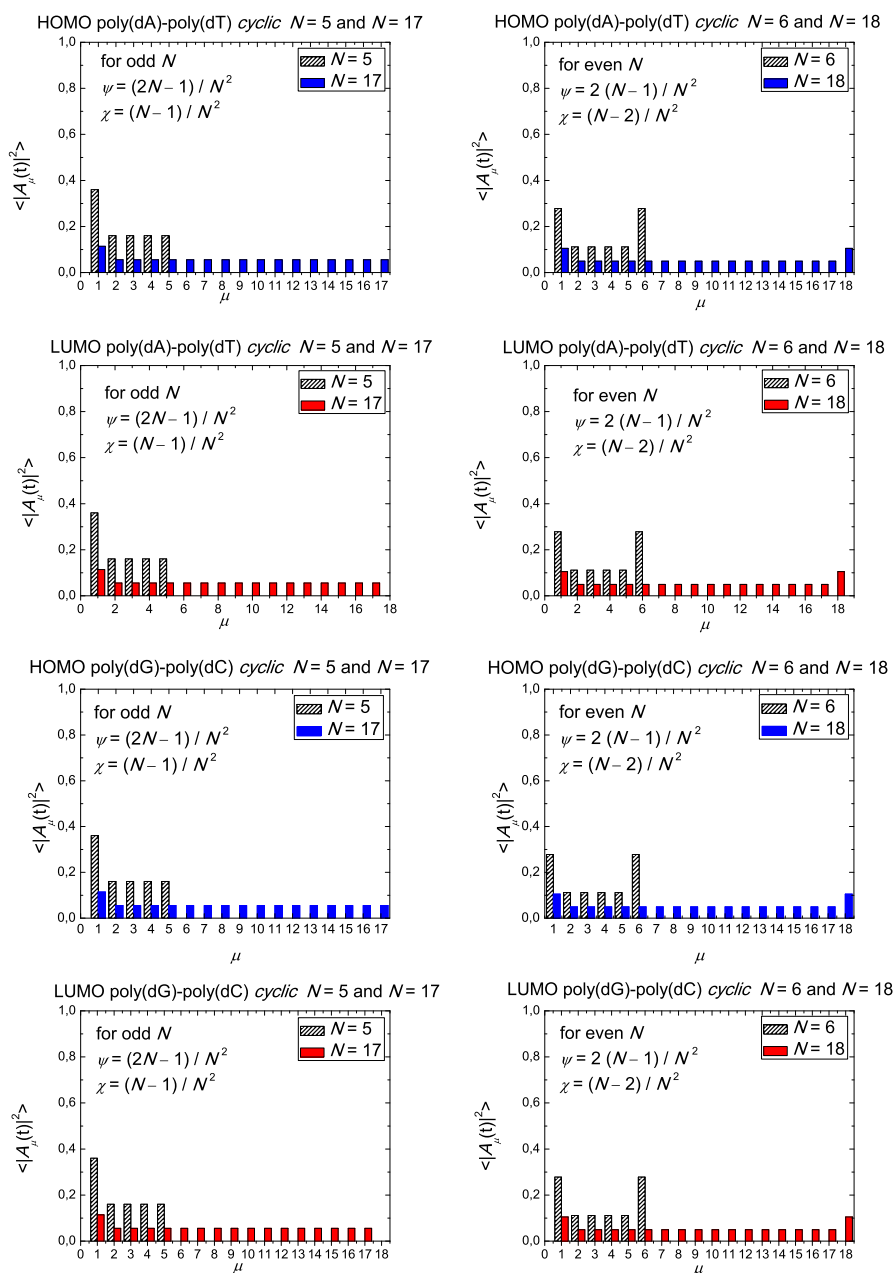 HOMO poly(dA)-poly(dT) cyclic N = 5 and N = 17
1,0
0,8
0,6
0,4
0,2
0,0
<|A_μ(t)|²>
for odd N
ψ = (2N – 1) / N²
χ = (N – 1) / N²
N = 5
N = 17
0 1 2 3 4 5 6 7 8 9 10 11 12 13 14 15 16 17
μ
HOMO poly(dA)-poly(dT) cyclic N = 6 and N = 18
1,0
0,8
0,6
0,4
0,2
0,0
<|A_μ(t)|²>
for even N
ψ = 2 (N – 1) / N²
χ = (N – 2) / N²
N = 6
N = 18
0 1 2 3 4 5 6 7 8 9 10 11 12 13 14 15 16 17 18
μ
LUMO poly(dA)-poly(dT) cyclic N = 5 and N = 17
1,0
0,8
0,6
0,4
0,2
0,0
<|A_μ(t)|²>
for odd N
ψ = (2N – 1) / N²
χ = (N – 1) / N²
N = 5
N = 17
0 2 4 6 8 10 12 14 16 18
μ
LUMO poly(dA)-poly(dT) cyclic N = 6 and N = 18
1,0
0,8
0,6
0,4
0,2
0,0
<|A_μ(t)|²>
for even N
ψ = 2 (N – 1) / N²
χ = (N – 2) / N²
N = 6
N = 18
0 2 4 6 8 10 12 14 16 18
μ
HOMO poly(dG)-poly(dC) cyclic N = 5 and N = 17
1,0
0,8
0,6
0,4
0,2
0,0
<|A_μ(t)|²>
for odd N
ψ = (2N – 1) / N²
χ = (N – 1) / N²
N = 5
N = 17
0 1 2 3 4 5 6 7 8 9 10 11 12 13 14 15 16 17
μ
HOMO poly(dG)-poly(dC) cyclic N = 6 and N = 18
1,0
0,8
0,6
0,4
0,2
0,0
<|A_μ(t)|²>
for even N
ψ = 2 (N – 1) / N²
χ = (N – 2) / N²
N = 6
N = 18
1 2 3 4 5 6 7 8 9 10 11 12 13 14 15 16 17 18
μ
LUMO poly(dG)-poly(dC) cyclic N = 5 and N = 17
1,0
0,8
0,6
0,4
0,2
0,0
<|A_μ(t)|²>
for odd N
ψ = (2N – 1) / N²
χ = (N – 1) / N²
N = 5
N = 17
0 1 2 3 4 5 6 7 8 9 10 11 12 13 14 15 16 17 18
μ
LUMO poly(dG)-poly(dC) cyclic N = 6 and N = 18
1,0
0,8
0,6
0,4
0,2
0,0
<|A_μ(t)|²>
for even N
ψ = 2 (N – 1) / N²
χ = (N – 2) / N²
N = 6
N = 18
0 1 2 3 4 5 6 7 8 9 10 11 12 13 14 15 16 17 18
μ